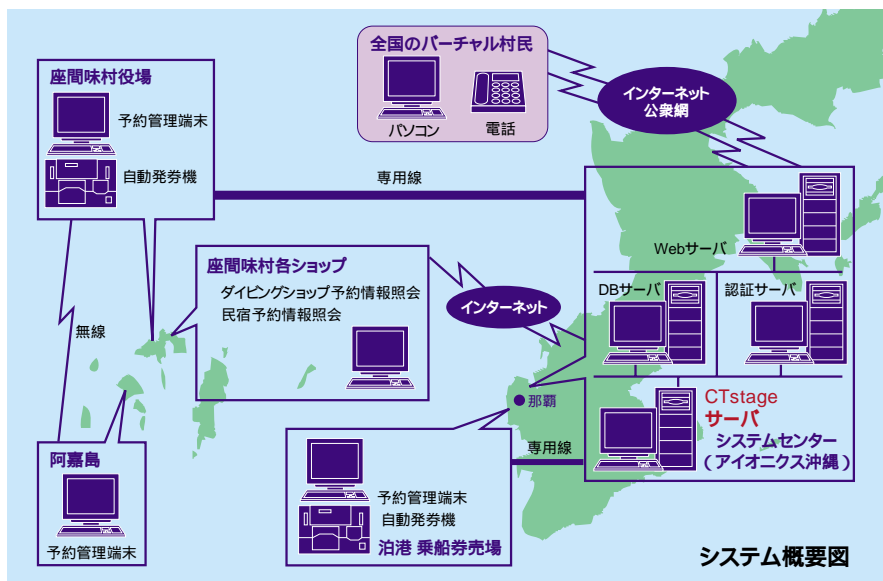 全国のバーチャル村民
パソコン
電話
インターネット
公衆網
座間味村役場
予約管理端末
自動発券機
専用線
Webサーバ
DBサーバ
認証サーバ
CTstage
サーバ
システムセンター
(アイオニクス沖縄)
座間味村各ショップ
ダイビングショップ予約情報照会
民宿予約情報照会
インターネット
無線
那覇
阿嘉島
予約管理端末
専用線
予約管理端末
自動発券機
泊港 乗船券売場
システム概要図